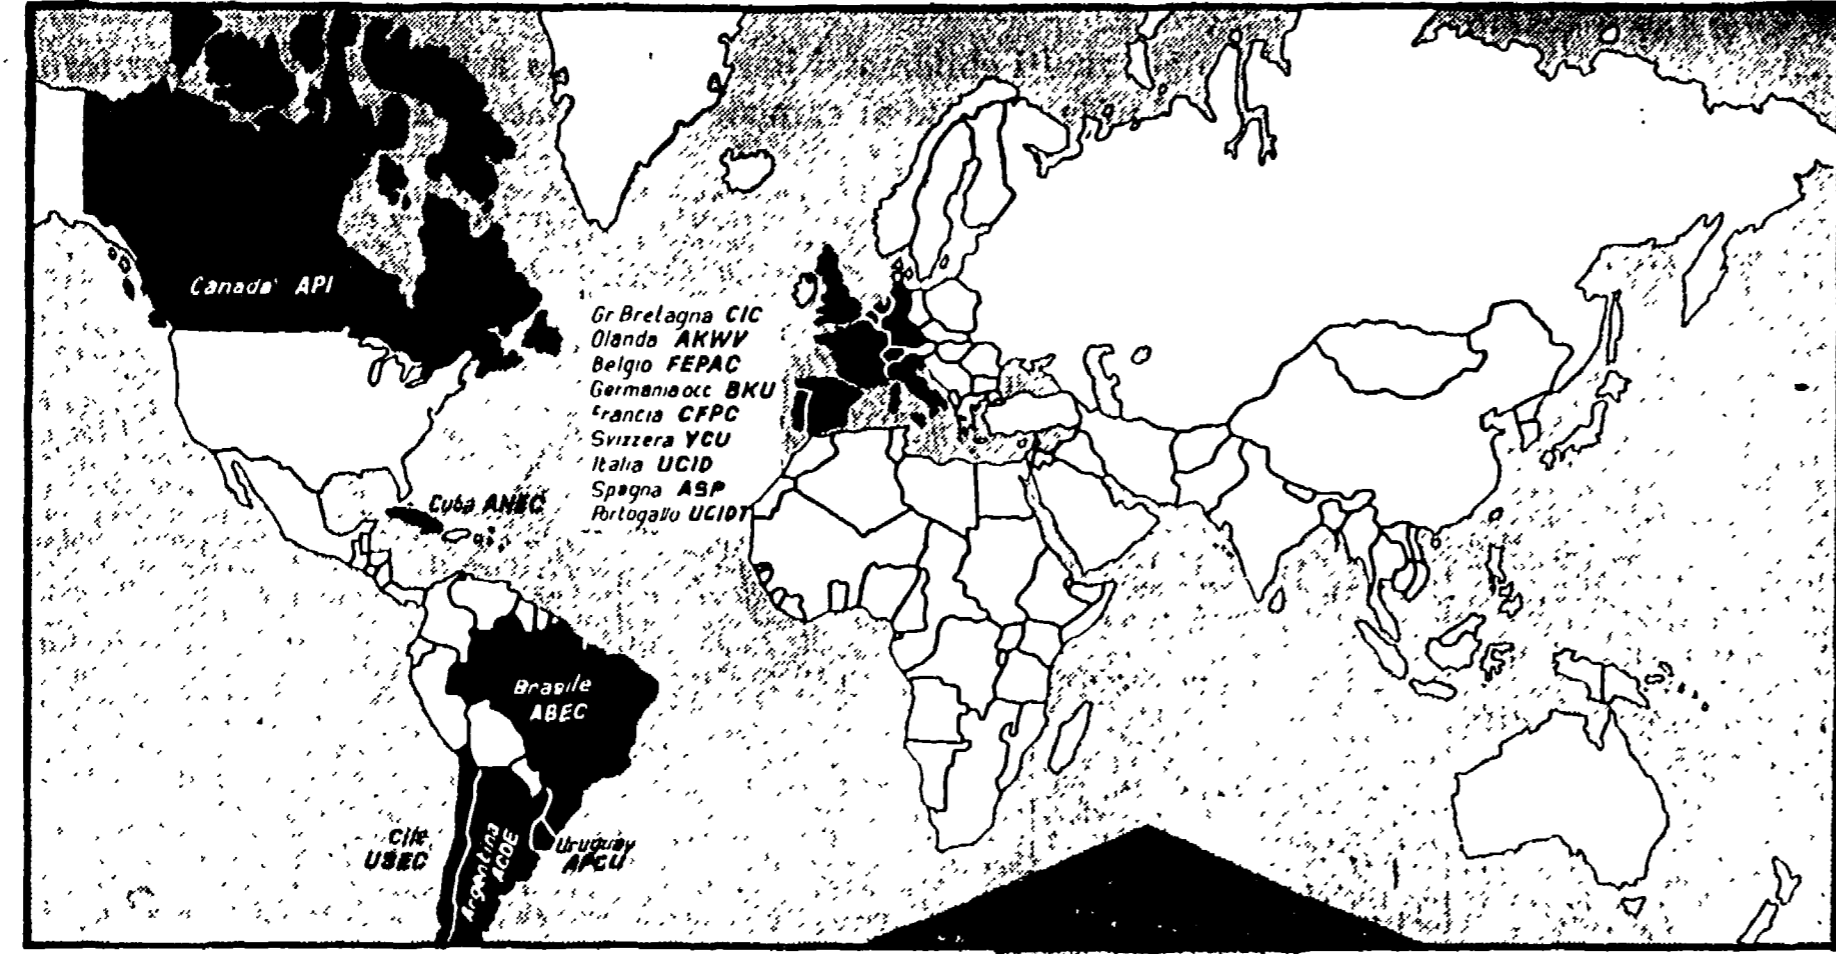 Canada' API
Gr Bretagna CIC
Olanda AKWV
Belgio FEPAC
Germania occ BKU
Francia CFPC
Svizzera VCU
Italia UCID
Spagna ASP
Portogallo UCIDT
Cuba ANEC
Brasile
ABEC
Cile
USEC
Argentina
ACDE
Uruguay
APCU